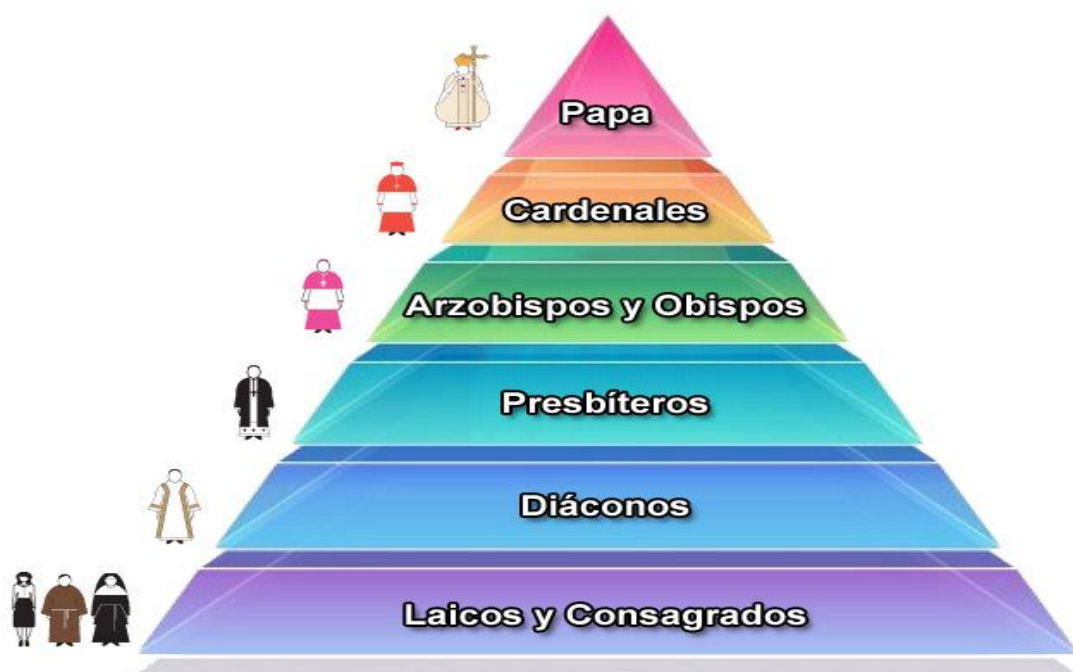 Papa
Cardenales
Arzobispos y Obispos
Presbíteros
Diáconos
Laicos y Consagrados